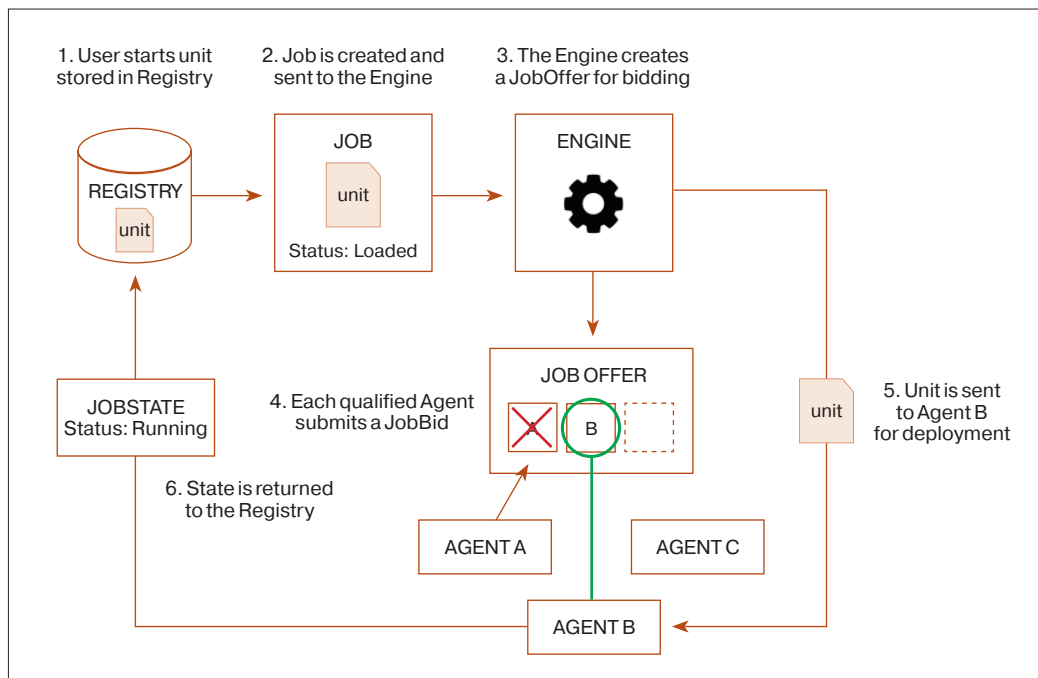 1. User starts unit
stored in Registry
2. Job is created and
sent to the Engine
3. The Engine creates
a JobOffer for bidding
REGISTRY
unit
JOB
unit
Status: Loaded
ENGINE
JOB OFFER
A
B
4. Each qualified Agent
submits a JobBid
unit
5. Unit is sent
to Agent B
for deployment
JOBSTATE
Status: Running
6. State is returned
to the Registry
AGENT A
AGENT C
AGENT B